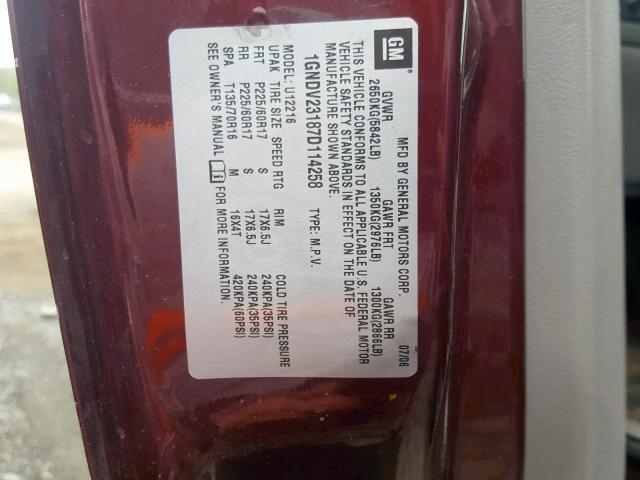 GM
MFD BY GENERAL MOTORS CORP. 07/06
GVWR GAWR FRT GAWR RR
2650KG(5842LB) 1350KG(2976LB) 1300KG(2866LB)
THIS VEHICLE CONFORMS TO ALL APPLICABLE U.S. FEDERAL MOTOR
VEHICLE SAFETY STANDARDS IN EFFECT ON THE DATE OF
MANUFACTURE SHOWN ABOVE.
1GNDV23187D114258 TYPE: M.P.V.
MODEL: U12216
UPAK TIRE SIZE SPEED RTG RIM COLD TIRE PRESSURE
FRT P225/60R17 S 17X6.5J 240KPA(35PSI)
RR P225/60R17 S 17X6.5J 240KPA(35PSI)
SPA T135/70R16 M 16X4T 420KPA(60PSI)
SEE OWNER'S MANUAL FOR MORE INFORMATION.